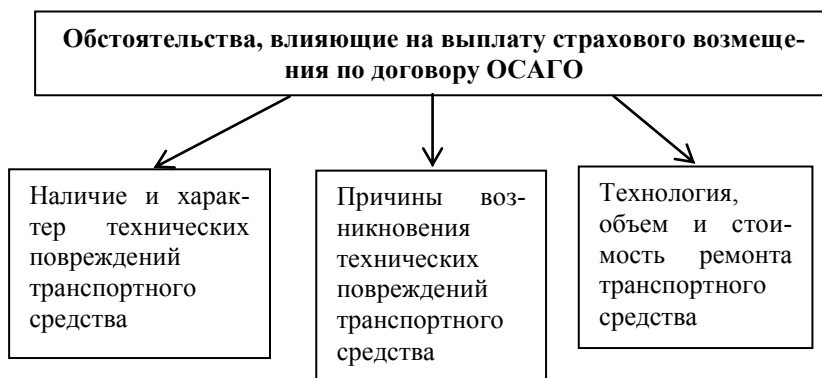 Обстоятельства, влияющие на выплату страхового возмеще-
ния по договору ОСАГО
Наличие и харак-
тер технических
повреждений
транспортного
средства
Причины воз-
никновения
технических
повреждений
транспортного
средства
Технология,
объем и стои-
мость ремонта
транспортного
средства